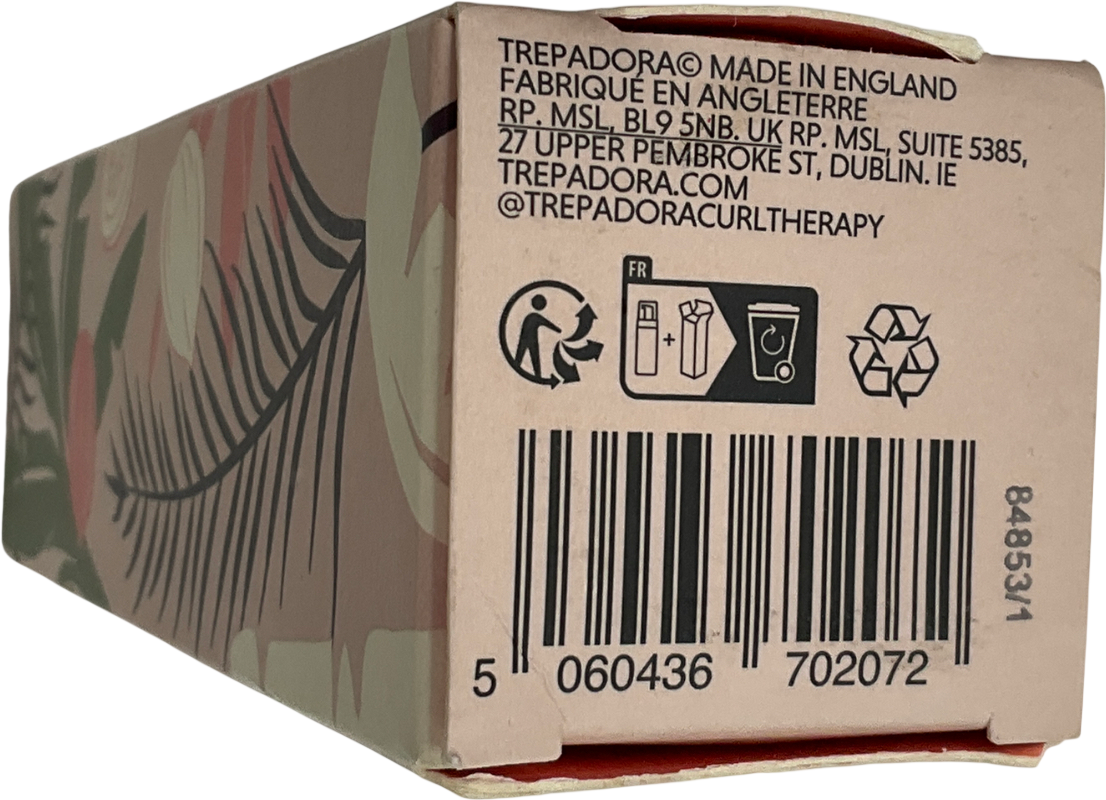 TREPADORA© MADE IN ENGLAND
FABRIQUÉ EN ANGLETERRE
RP. MSL, BL9 5NB. UK RP. MSL, SUITE 5385,
27 UPPER PEMBROKE ST, DUBLIN. IE
TREPADORA.COM
@TREPADORACURLTHERAPY
FR
+
84853/1
5 060436 702072